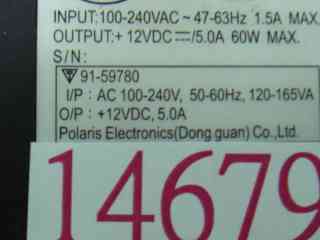 INPUT:100-240VAC ~ 47-63Hz 1.5A MAX.
OUTPUT:+12VDC⎓/5.0A 60W MAX.
S/N:
91-59780
I/P : AC 100-240V, 50-60Hz, 120-165VA
O/P : +12VDC, 5.0A
Polaris Electronics(Dong guan) Co.,Ltd.
14679